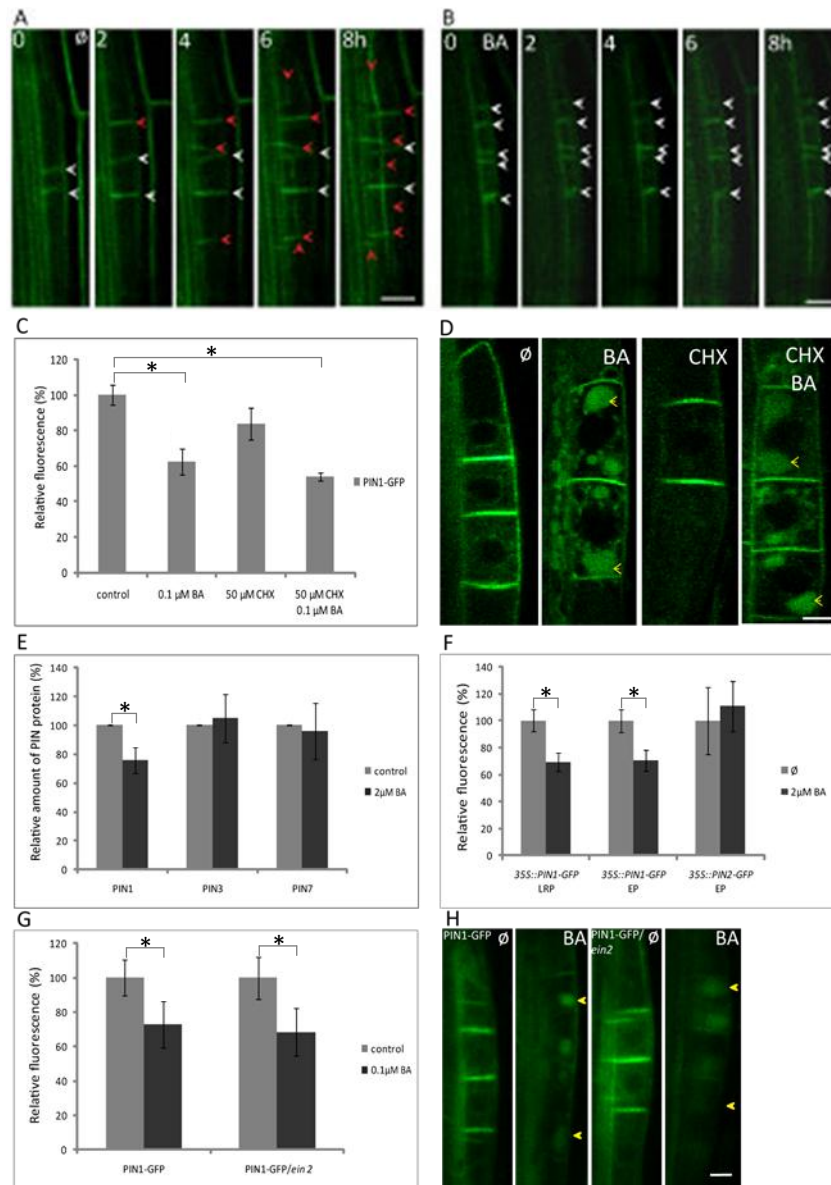 A
B
0 Ø 2 4 6 8h
0 BA 2 4 6 8h
C
Relative fluorescence (%)
120
100
80
60
40
20
0
*
*
control
0.1 µM BA
50 µM CHX
50 µM CHX
0.1 µM BA
PIN1-GFP
D
Ø
BA
CHX
CHX
BA
E
Relative amount of PIN protein (%)
140
120
100
80
60
40
20
0
*
PIN1
PIN3
PIN7
control
2µM BA
F
Relative fluorescence (%)
140
120
100
80
60
40
20
0
*
*
35S::PIN1-GFP
LRP
35S::PIN1-GFP
EP
35S::PIN2-GFP
EP
Ø
2µM BA
G
Relative fluorescence (%)
120
100
80
60
40
20
0
*
*
PIN1-GFP
PIN1-GFP/ein 2
control
0.1µM BA
H
PIN1-GFP Ø
BA
PIN1-GFP/
ein2
Ø
BA